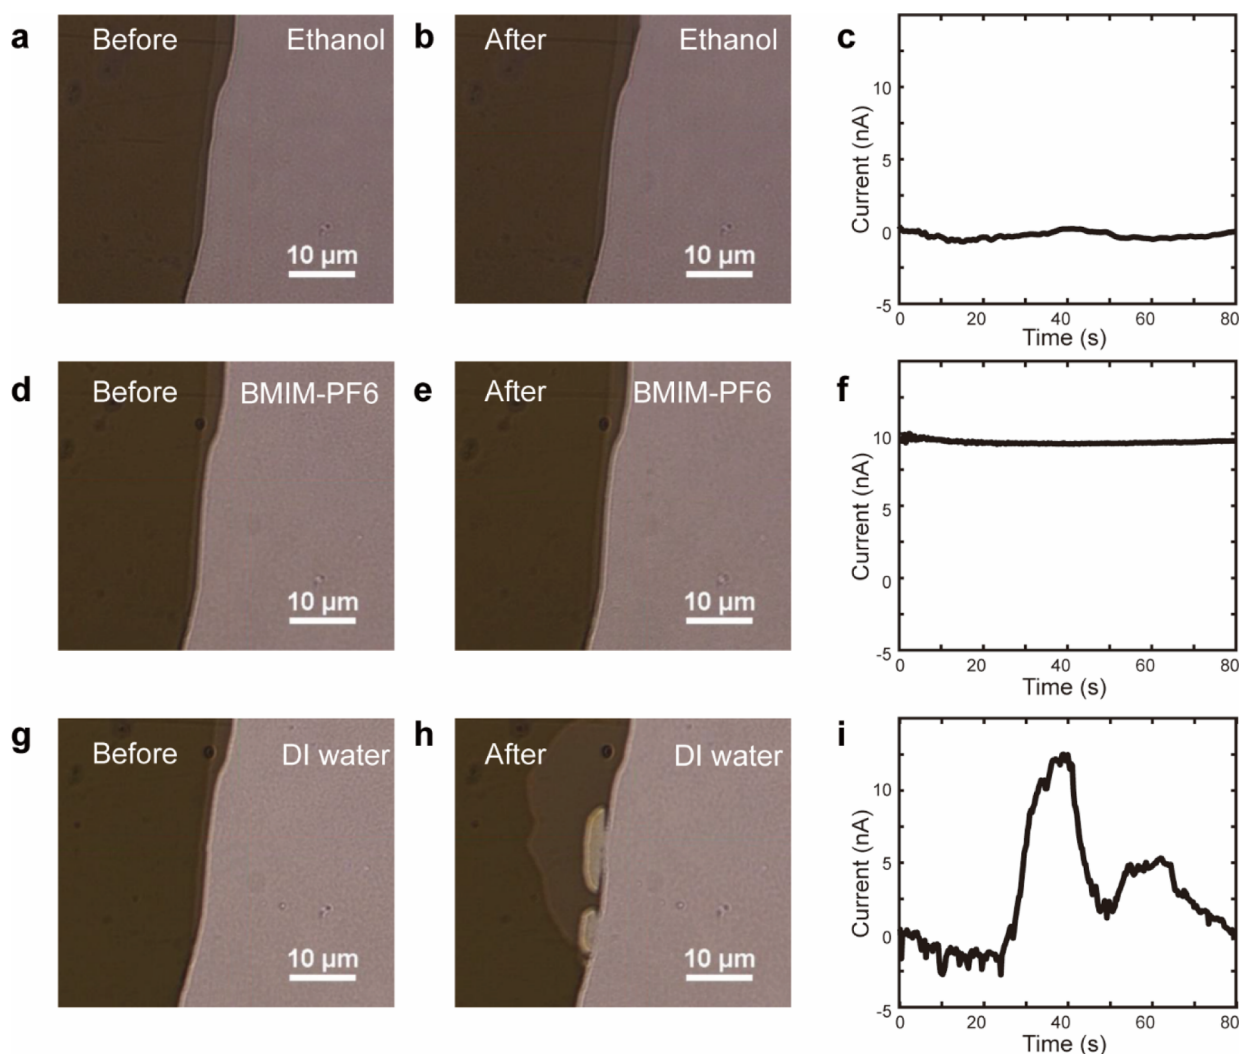 a
Before
Ethanol
10 µm
b
After
Ethanol
10 µm
c
Current (nA)
10
5
0
-5
0 20 40 60 80
Time (s)
d
Before
BMIM-PF6
10 µm
e
After
BMIM-PF6
10 µm
f
Current (nA)
10
5
0
-5
0 20 40 60 80
Time (s)
g
Before
DI water
10 µm
h
After
DI water
10 µm
i
Current (nA)
10
5
0
-5
0 20 40 60 80
Time (s)